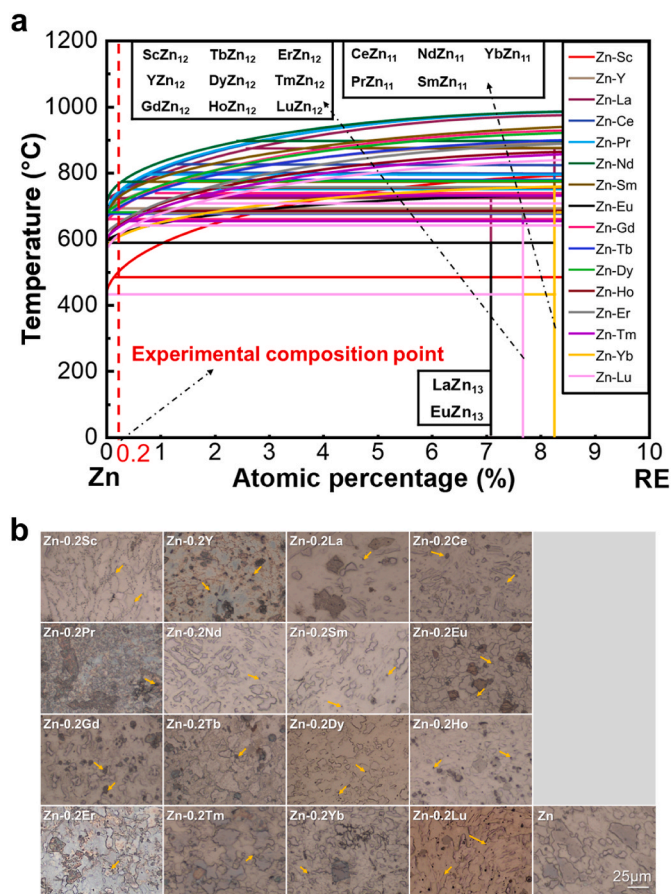 a
1200
1000
800
600
400
200
0
Temperature (°C)
ScZn12 TbZn12 ErZn12
YZn12 DyZn12 TmZn12
GdZn12 HoZn12 LuZn12
CeZn11 NdZn11 YbZn11
PrZn11 SmZn11
Zn-Sc
Zn-Y
Zn-La
Zn-Ce
Zn-Pr
Zn-Nd
Zn-Sm
Zn-Eu
Zn-Gd
Zn-Tb
Zn-Dy
Zn-Ho
Zn-Er
Zn-Tm
Zn-Yb
Zn-Lu
Experimental composition point
LaZn13
EuZn13
0 0.2 1 2 3 4 5 6 7 8 9 10
Zn Atomic percentage (%) RE
b
Zn-0.2Sc Zn-0.2Y Zn-0.2La Zn-0.2Ce
Zn-0.2Pr Zn-0.2Nd Zn-0.2Sm Zn-0.2Eu
Zn-0.2Gd Zn-0.2Tb Zn-0.2Dy Zn-0.2Ho
Zn-0.2Er Zn-0.2Tm Zn-0.2Yb Zn-0.2Lu Zn
25μm